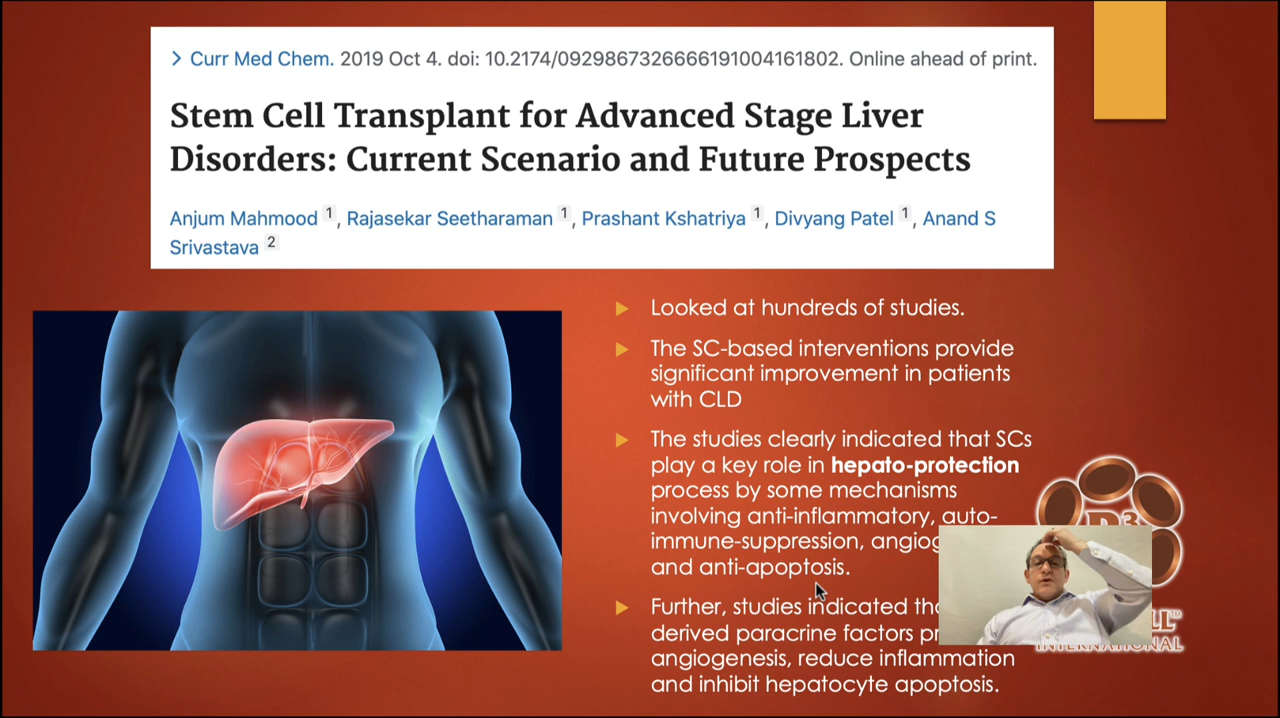 > Curr Med Chem. 2019 Oct 4. doi: 10.2174/0929867326666191004161802. Online ahead of print.
Stem Cell Transplant for Advanced Stage Liver
Disorders: Current Scenario and Future Prospects
Anjum Mahmood 1, Rajasekar Seetharaman 1, Prashant Kshatriya 1, Divyang Patel 1, Anand S
Srivastava 2
Looked at hundreds of studies.
The SC-based interventions provide
significant improvement in patients
with CLD
The studies clearly indicated that SCs
play a key role in hepato-protection
process by some mechanisms
involving anti-inflammatory, auto-
immune-suppression,
and anti-apoptosis.
Further, studies indicated
derived paracrine factors
angiogenesis, reduce inflammation
and inhibit hepatocyte apoptosis.
INTERNATIONAL